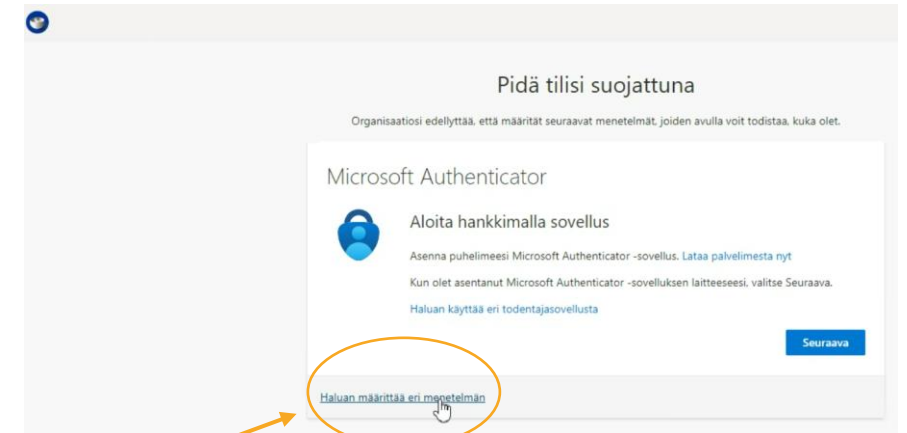 Pidä tilisi suojattuna
Organisaatiosi edellyttää, että määrität seuraavat menetelmät, joiden avulla voit todistaa, kuka olet.
Microsoft Authenticator
Aloita hankkimalla sovellus
Asenna puhelimeesi Microsoft Authenticator -sovellus. Lataa palvelimesta nyt
Kun olet asentanut Microsoft Authenticator -sovelluksen laitteeseesi, valitse Seuraava.
Haluan käyttää eri todentajasovellusta
Seuraava
Haluan määrittää eri menetelmän